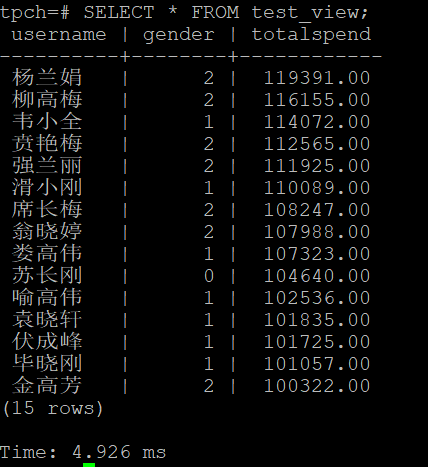 tpch=# SELECT * FROM test_view;
username | gender | totalspend
----------+--------+------------
杨兰娟 | 2 | 119391.00
柳高梅 | 2 | 116155.00
韦小全 | 1 | 114072.00
贲艳梅 | 2 | 112565.00
强兰丽 | 2 | 111925.00
滑小刚 | 1 | 110089.00
席长梅 | 2 | 108247.00
翁晓婷 | 2 | 107988.00
娄高伟 | 1 | 107323.00
苏长刚 | 0 | 104640.00
喻高伟 | 1 | 102536.00
袁晓轩 | 1 | 101835.00
伏成峰 | 1 | 101725.00
毕晓刚 | 1 | 101057.00
金高芳 | 2 | 100322.00
(15 rows)
Time: 4.926 ms